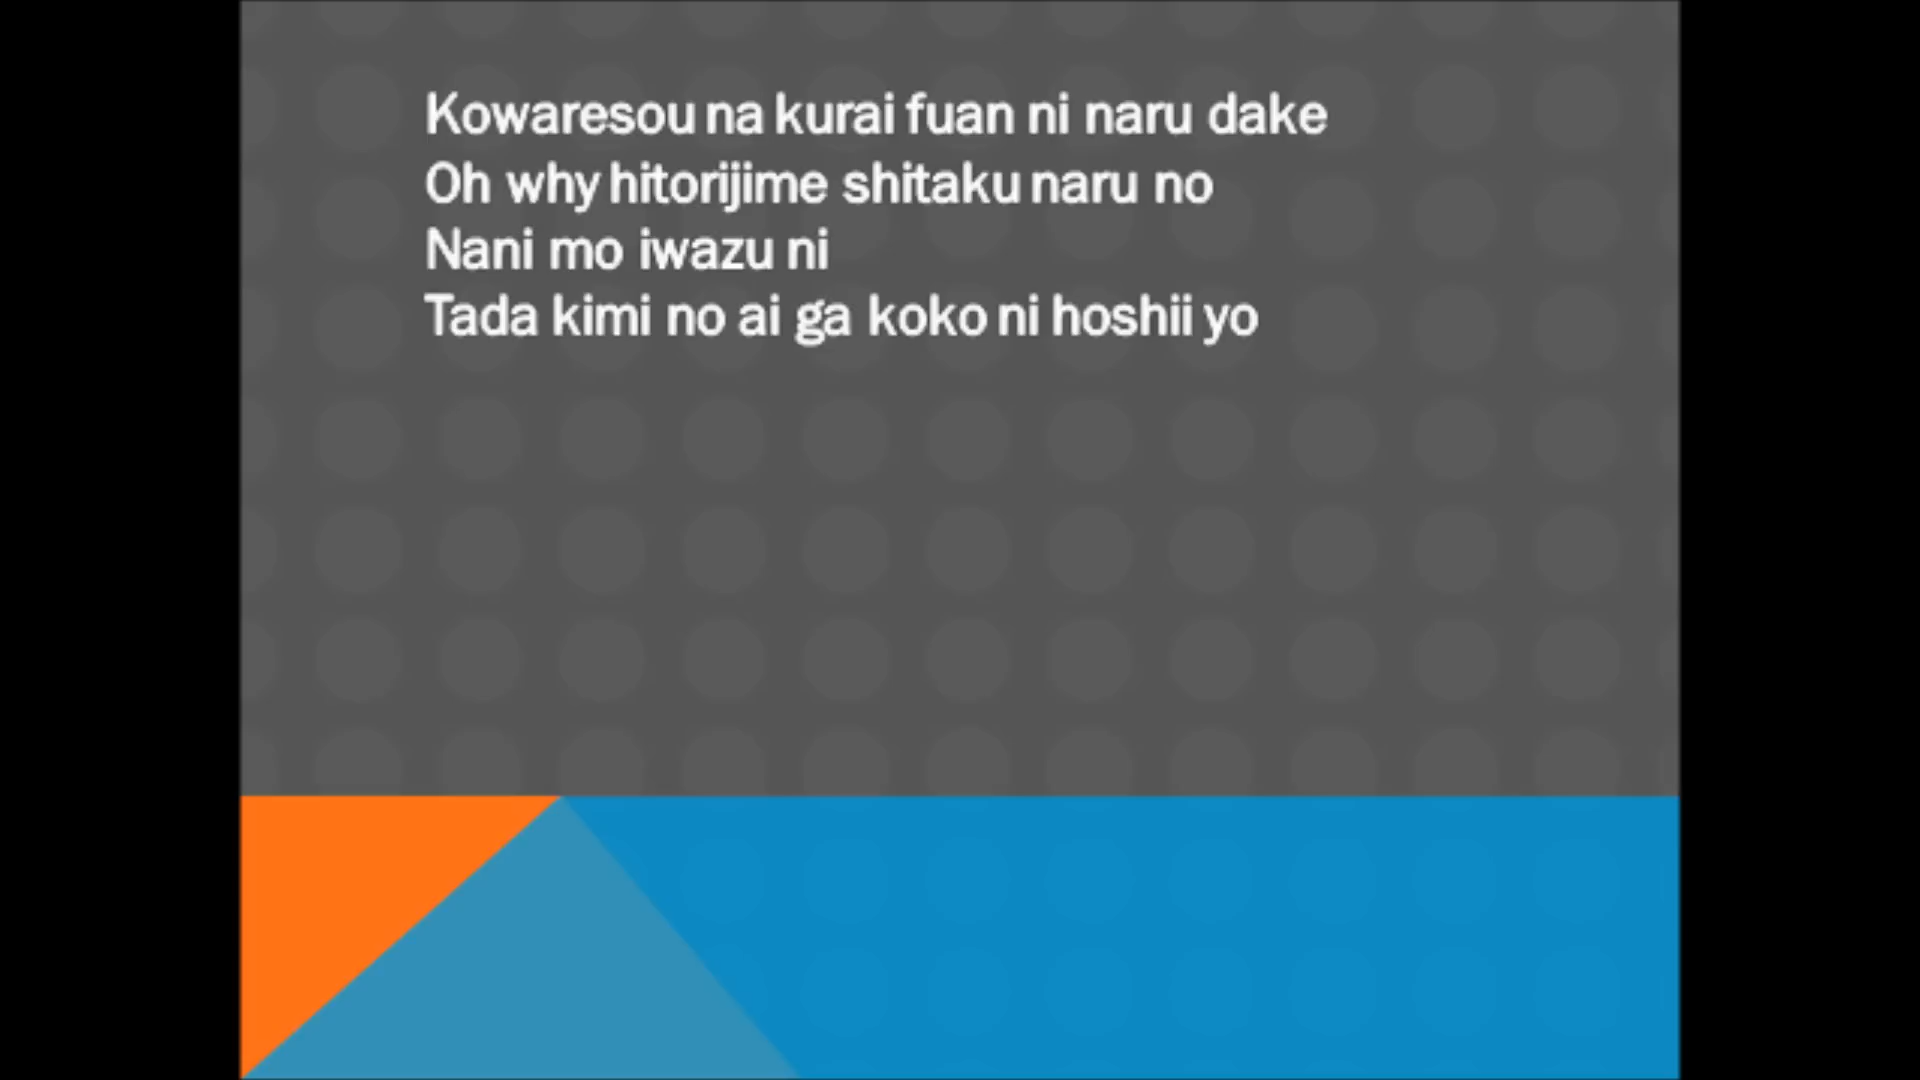 Kowaresou na kurai fuan ni naru dake
Oh why hitorijime shitaku naru no
Nani mo iwazu ni
Tada kimi no ai ga koko ni hoshii yo